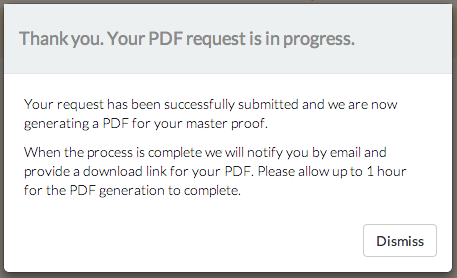 Thank you. Your PDF request is in progress.
Your request has been successfully submitted and we are now
generating a PDF for your master proof.
When the process is complete we will notify you by email and
provide a download link for your PDF. Please allow up to 1 hour
for the PDF generation to complete.
Dismiss